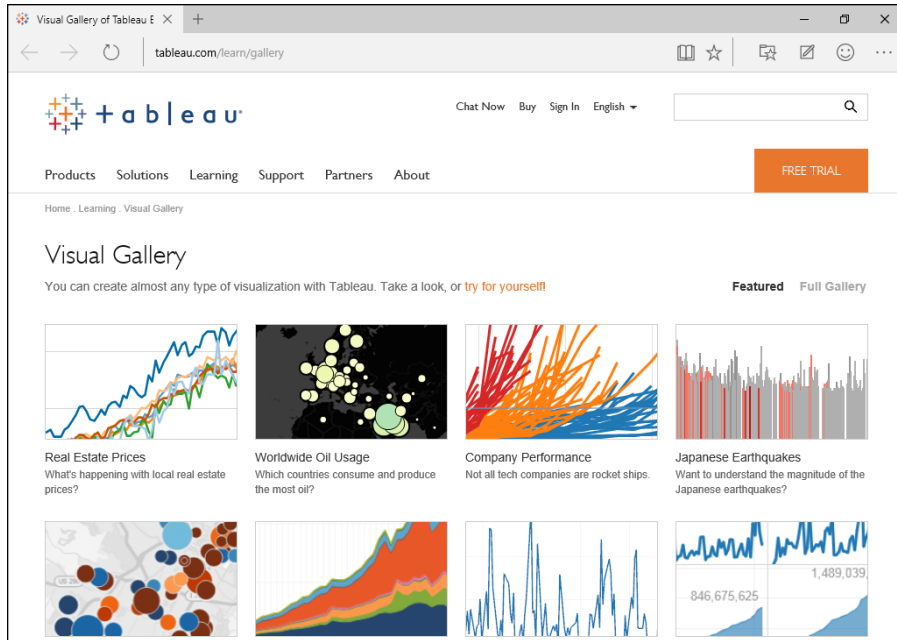 Visual Gallery of Tableau E
tableau.com/learn/gallery
+ableau
Chat Now Buy Sign In English
Products Solutions Learning Support Partners About
FREE TRIAL
Home . Learning . Visual Gallery
Visual Gallery
You can create almost any type of visualization with Tableau. Take a look, or try for yourself!
Featured Full Gallery
Real Estate Prices
What's happening with local real estate
prices?
Worldwide Oil Usage
Which countries consume and produce
the most oil?
Company Performance
Not all tech companies are rocket ships.
Japanese Earthquakes
Want to understand the magnitude of the
Japanese earthquakes?
US 29
846,675,625
1,489,039,